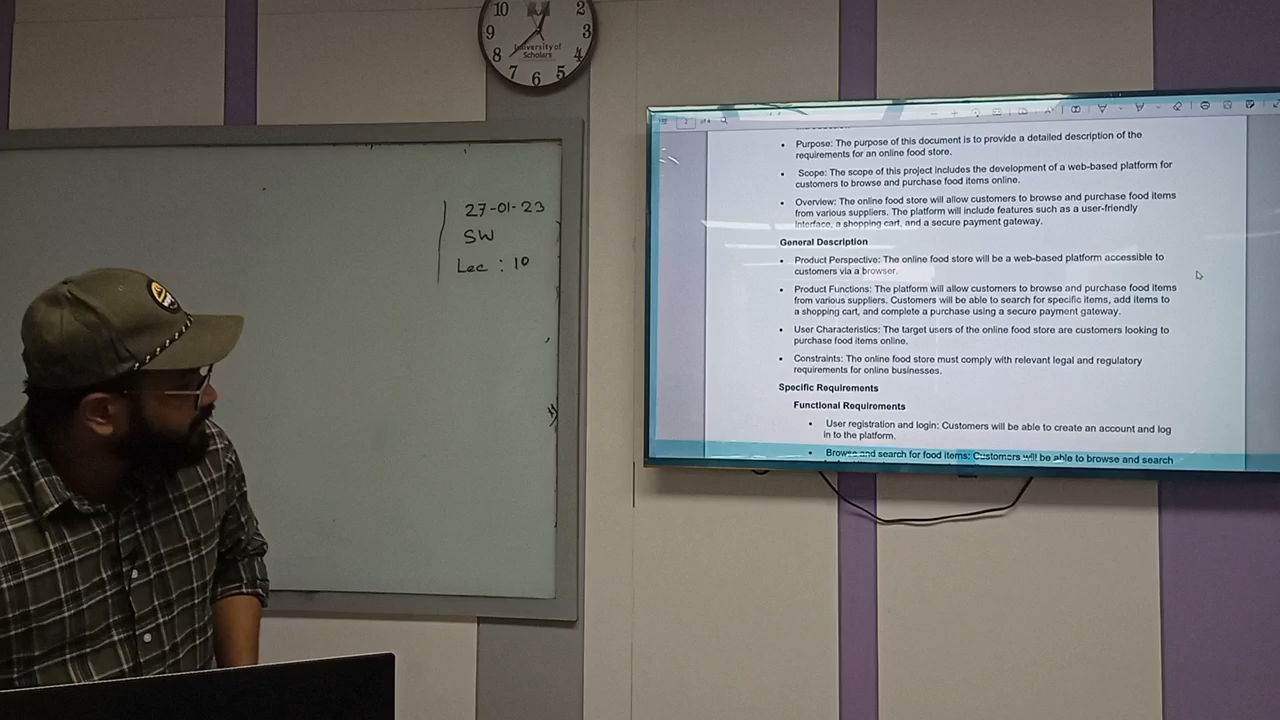 10
2
9
3
University of
Scholars
8
4
7
6
5
27-01-23
SW
Lec : 10
• Purpose: The purpose of this document is to provide a detailed description of the
requirements for an online food store.
• Scope: The scope of this project includes the development of a web-based platform for
customers to browse and purchase food items online.
• Overview: The online food store will allow customers to browse and purchase food items
from various suppliers. The platform will include features such as a user-friendly
interface, a shopping cart, and a secure payment gateway.
General Description
• Product Perspective: The online food store will be a web-based platform accessible to
customers via a browser.
• Product Functions: The platform will allow customers to browse and purchase food items
from various suppliers. Customers will be able to search for specific items, add items to
a shopping cart, and complete a purchase using a secure payment gateway.
• User Characteristics: The target users of the online food store are customers looking to
purchase food items online.
• Constraints: The online food store must comply with relevant legal and regulatory
requirements for online businesses.
Specific Requirements
Functional Requirements
• User registration and login: Customers will be able to create an account and log
in to the platform.
• Browse and search for food items: Customers will be able to browse and search